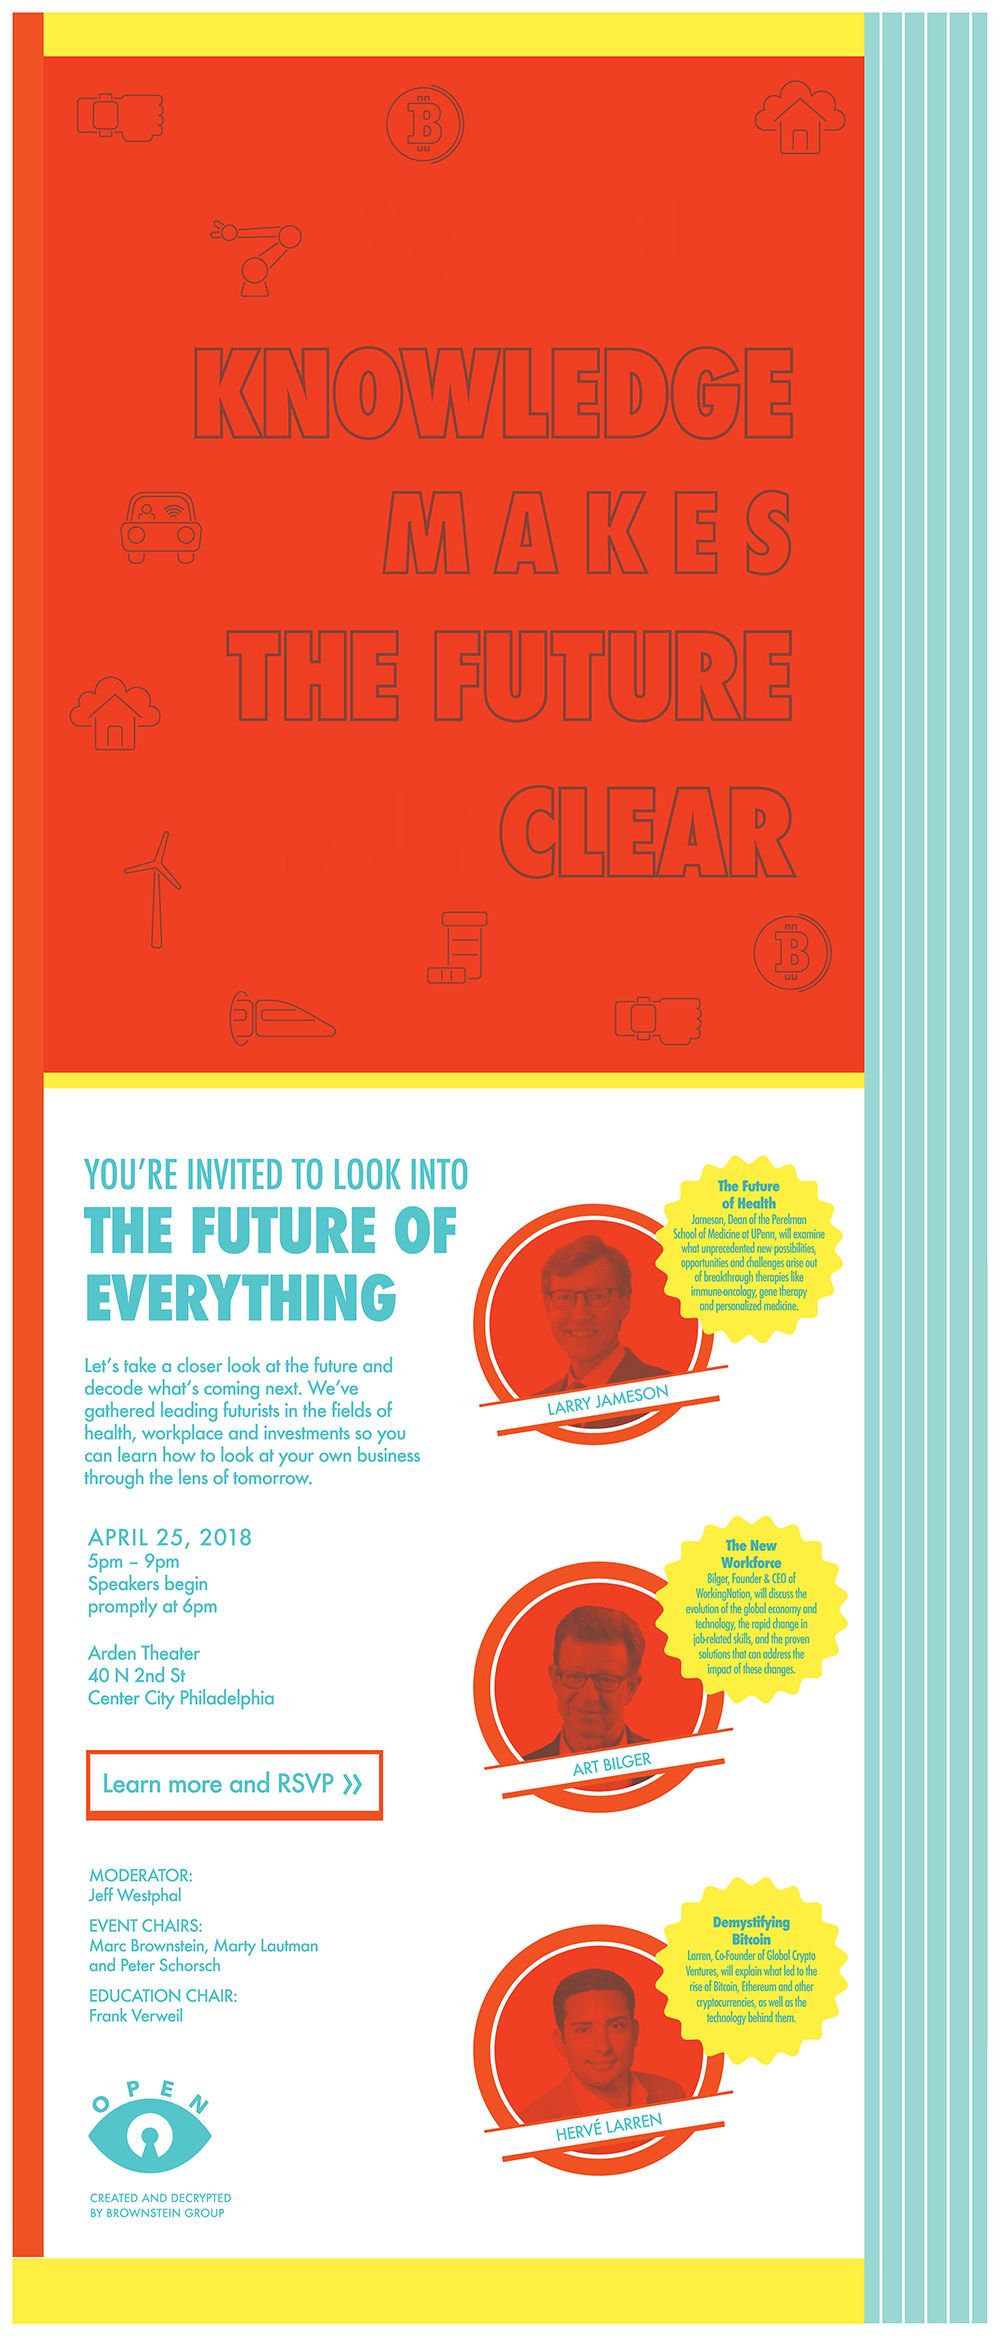 KNOWLEDGE
MAKES
THE FUTURE
CLEAR
YOU'RE INVITED TO LOOK INTO
THE FUTURE OF
EVERYTHING
Let's take a closer look at the future and
decode what's coming next. We've
gathered leading futurists in the fields of
health, workplace and investments so you
can learn how to look at your own business
through the lens of tomorrow.
APRIL 25, 2018
5pm – 9pm
Speakers begin
promptly at 6pm
Arden Theater
40 N 2nd St
Center City Philadelphia
Learn more and RSVP
MODERATOR:
Jeff Westphal
EVENT CHAIRS:
Marc Brownstein, Marty Lautman
and Peter Schorsch
EDUCATION CHAIR:
Frank Verweil
OPEN
CREATED AND DECRYPTED
BY BROWNSTEIN GROUP
The Future
of Health
Jameson, Dean of the Perelman
School of Medicine at UPenn, will examine
what unprecedented new possibilities,
opportunities and challenges arise out
of breakthrough therapies like
immune-oncology, gene therapy
and personalized medicine.
LARRY JAMESON
The New
Workforce
Bilger, Founder & CEO of
WorkingNation, will discuss the
evolution of the global economy and
technology, the rapid change in
job-related skills, and the proven
solutions that can address the
impact of these changes.
ART BILGER
Demystifying
Bitcoin
Larren, Co-Founder of Global Crypto
Ventures, will explain what led to the
rise of Bitcoin, Ethereum and other
cryptocurrencies, as well as the
technology behind them.
HERVÉ LARREN